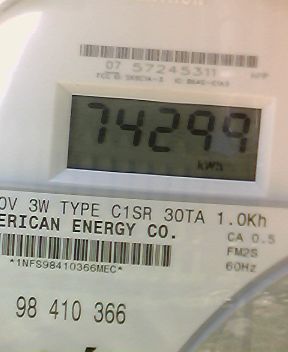 07 57245311
74299
kWh
0V 3W TYPE C1SR 30TA 1.0Kh
ERICAN ENERGY CO.
CA 0.5
FM2S
*1NFS98410366MEC*
60Hz
98 410 366